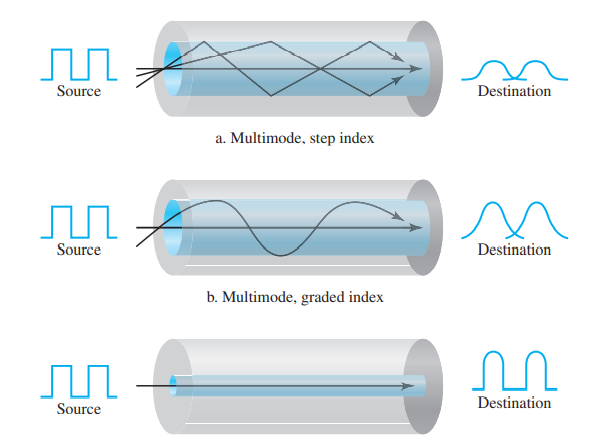 Source
Destination
a. Multimode, step index
Source
Destination
b. Multimode, graded index
Source
Destination